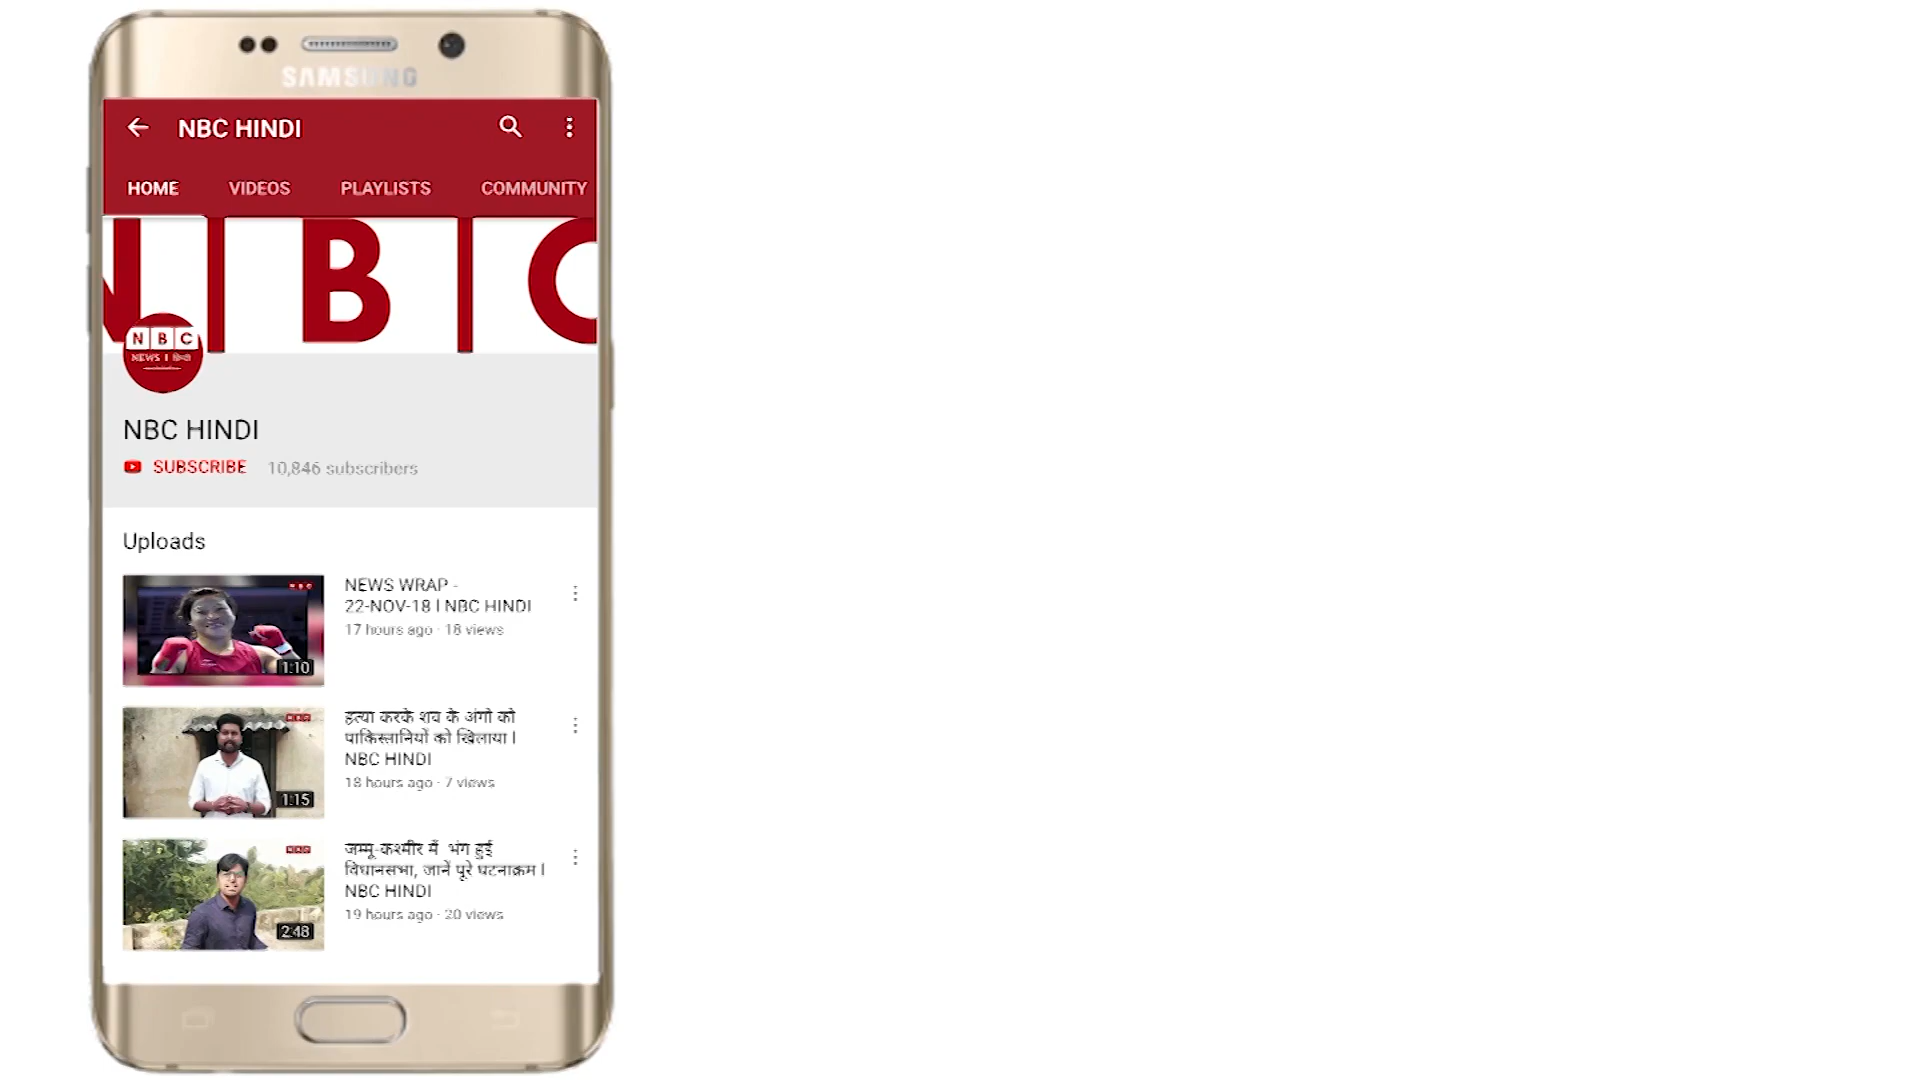 SAMSUNG
NBC HINDI
HOME VIDEOS PLAYLISTS COMMUNITY
N B C
N B C
NEWS I हिन्दी
NBC HINDI
SUBSCRIBE 10,846 subscribers
Uploads
NEWS WRAP -
22-NOV-18 I NBC HINDI
17 hours ago · 18 views
1:10
हत्या करके शव के अंगों को
पाकिस्तानियों को खिलाया I
NBC HINDI
18 hours ago · 7 views
1:15
जम्मू-कश्मीर में भंग हुई
विधानसभा, जानें पूरे घटनाक्रम I
NBC HINDI
19 hours ago · 20 views
2:48